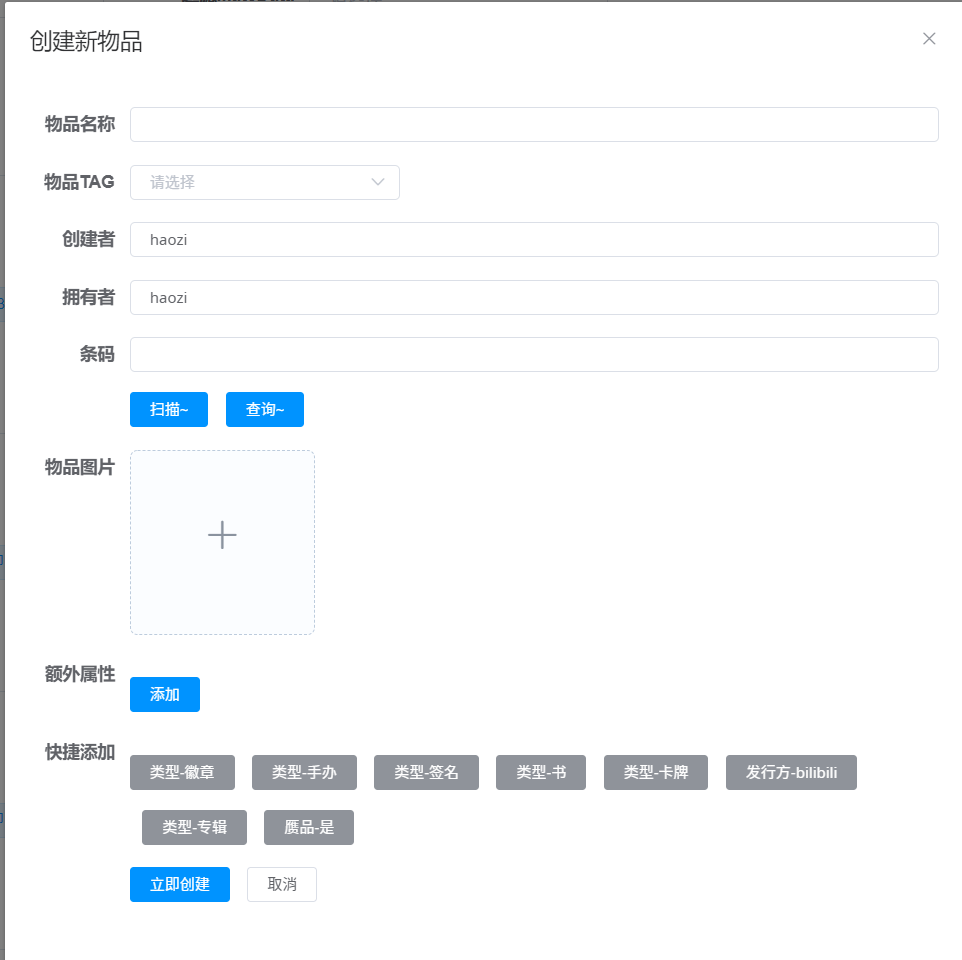 创建新物品
物品名称
物品TAG 请选择
创建者 haozi
拥有者 haozi
条码
扫描~ 查询~
物品图片
额外属性
添加
快捷添加
类型-徽章 类型-手办 类型-签名 类型-书 类型-卡牌 发行方-bilibili
类型-专辑 赝品-是
立即创建 取消